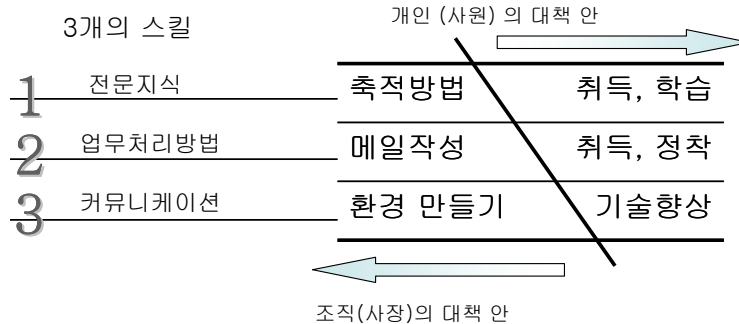 개인 (사원) 의 대책 안
3개의 스킬
1 전문지식 축적방법 취득, 학습
2 업무처리방법 메일작성 취득, 정착
3 커뮤니케이션 환경 만들기 기술향상
조직(사장)의 대책 안